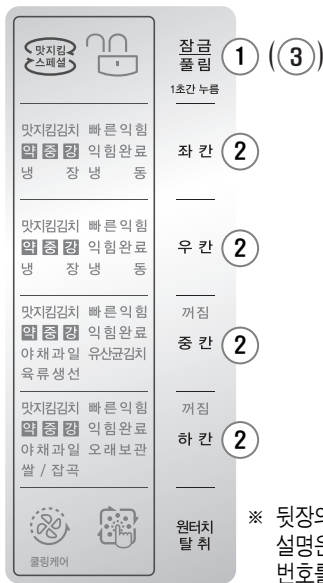 맛지킴
스페셜
잠금
풀림
1초간 누름
1 (3)
맛지킴김치 빠른익힘
약 중 강 익힘완료
냉 장 냉 동
좌 칸 2
맛지킴김치 빠른익힘
약 중 강 익힘완료
냉 장 냉 동
우 칸 2
맛지킴김치 빠른익힘
약 중 강 익힘완료
야채과일 유산균김치
육류생선
꺼짐
중 칸 2
맛지킴김치 빠른익힘
약 중 강 익힘완료
야채과일 오래보관
쌀 / 잡곡
꺼짐
하 칸 2
쿨링케어
원터치
탈 취
※ 뒷장의
설명은
번호를